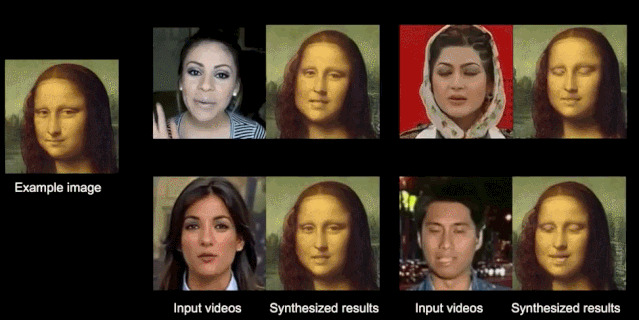 Example image
Input videos
Synthesized results
Input videos
Synthesized results